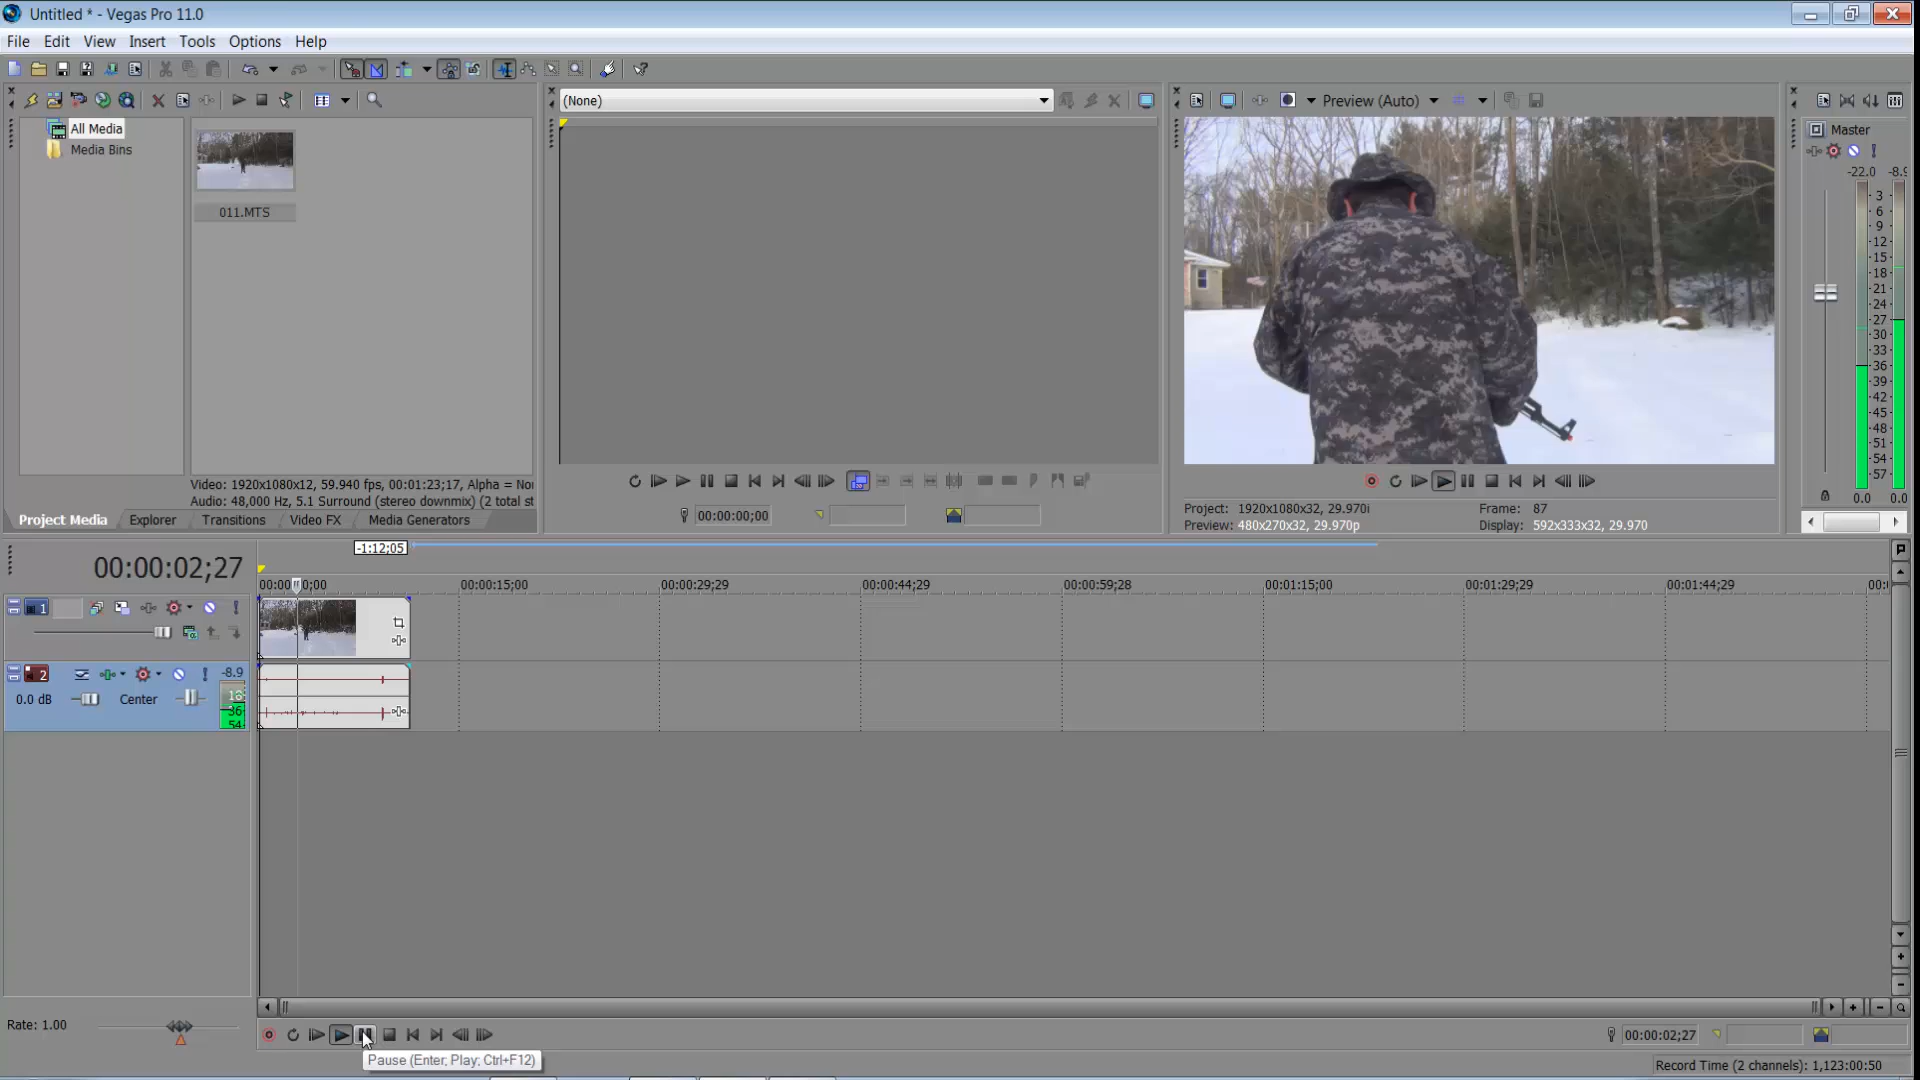 Untitled * - Vegas Pro 11.0
File Edit View Insert Tools Options Help
(None)
Preview (Auto)
All Media
Media Bins
011.MTS
Master
-22.0 -8.9
3
6
9
12
15
18
21
24
27
30
33
36
39
42
45
48
51
54
57
0.0 0.0
Video: 1920x1080x12, 59.940 fps, 00:01:23;17, Alpha = Nor
Audio: 48,000 Hz, 5.1 Surround (stereo downmix) (2 total st
Project Media Explorer Transitions Video FX Media Generators
00:00:00;00
Project: 1920x1080x32, 29.970i Frame: 87
Preview: 480x270x32, 29.970p Display: 592x333x32, 29.970
-1:12;05
00:00:02;27
00:00 0;00 00:00:15;00 00:00:29;29 00:00:44;29 00:00:59;28 00:01:15;00 00:01:29;29 00:01:44;29 00:0
1
2
-8.9
0.0 dB Center
18
36
54
Rate: 1.00
00:00:02;27
Pause (Enter; Play; Ctrl+F12)
Record Time (2 channels): 1,123:00:50